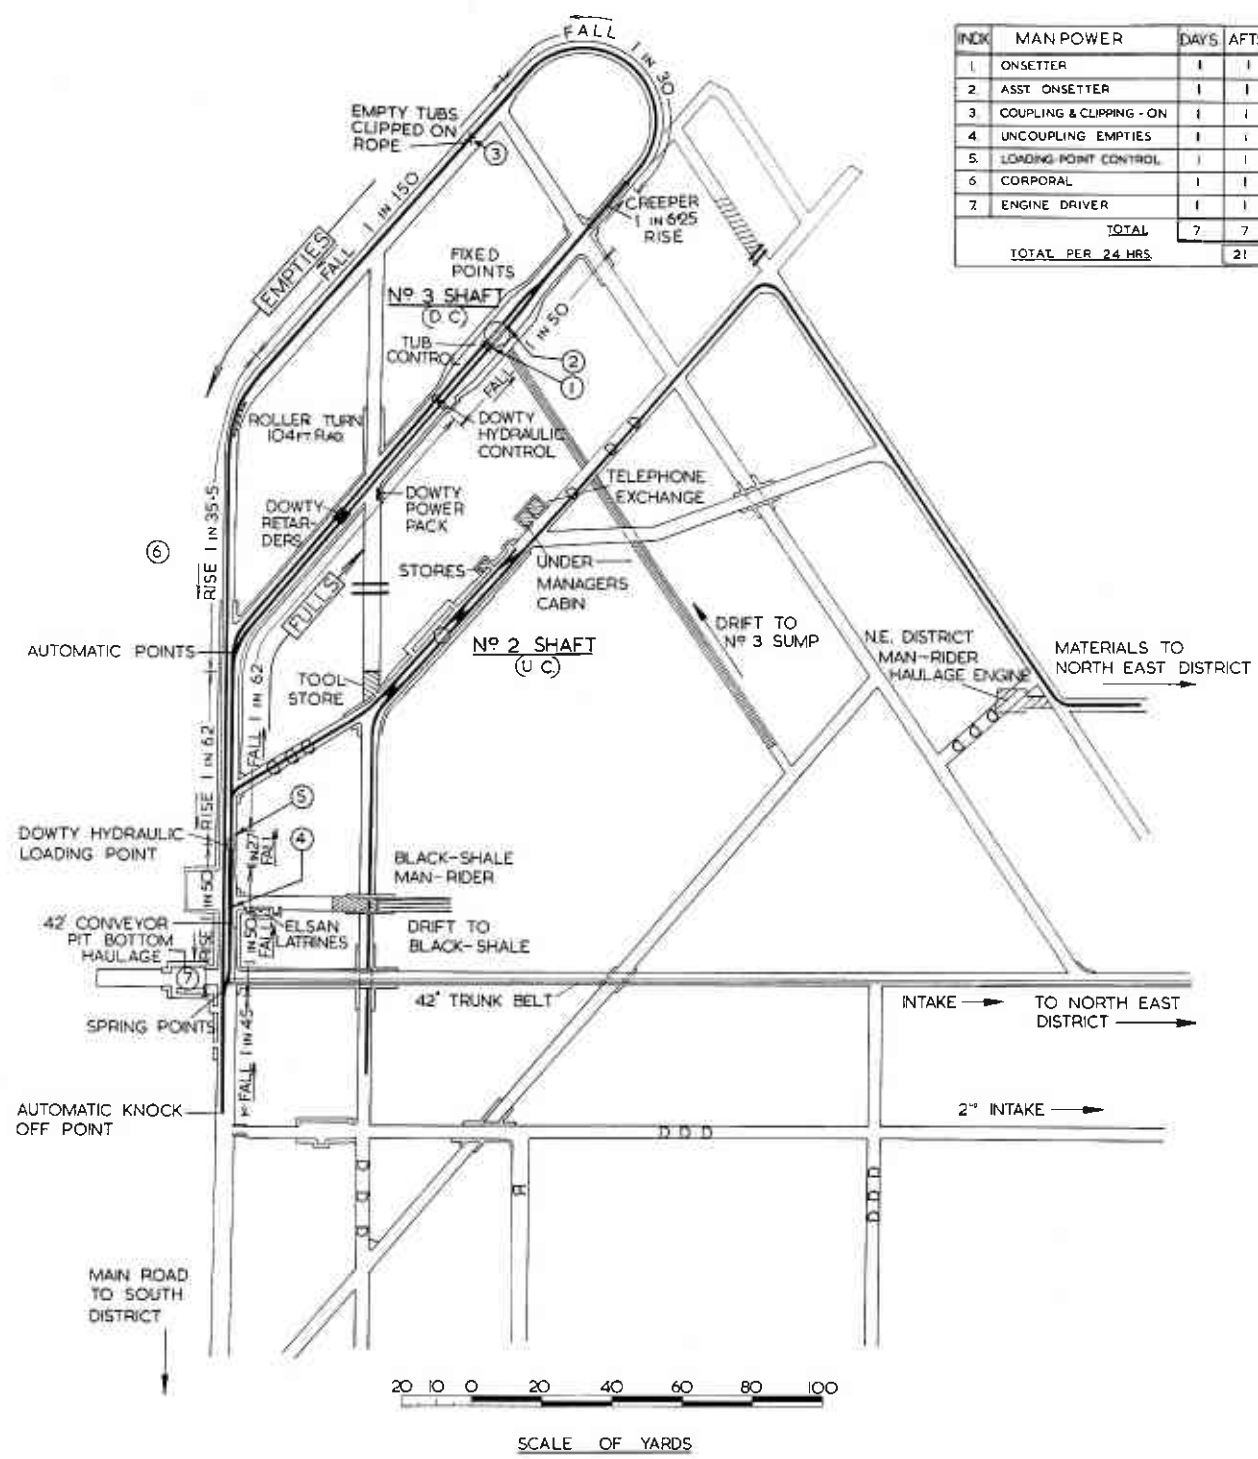 INDX MANPOWER DAYS AFT
1. ONSETTER 1 1
2. ASST. ONSETTER 1 1
3. COUPLING & CLIPPING-ON 1 1
4. UNCOUPLING EMPTIES 1 1
5. LOADING POINT CONTROL 1 1
6. CORPORAL 1 1
7. ENGINE DRIVER 1 1
TOTAL 7 7
TOTAL PER 24 HRS. 21
FALL
1 IN 30
EMPTY TUBS
CLIPPED ON
ROPE
3
EMPTIES
FALL 1 IN 150
CREEPER
1 IN 6·25
RISE
FIXED
POINTS
Nº 3 SHAFT
(D.C.)
TUB
CONTROL
2
1
FALL 1 IN 50
ROLLER TURN
104 FT. RAD.
DOWTY
HYDRAULIC
CONTROL
TELEPHONE
EXCHANGE
DOWTY
POWER
PACK
DOWTY
RETAR-
DERS
6
RISE 1 IN 35·5
STORES
UNDER
MANAGERS
CABIN
FULLS
DRIFT TO
Nº 3 SUMP
N.E. DISTRICT
MAN-RIDER
HAULAGE ENGINE
MATERIALS TO
NORTH EAST DISTRICT
AUTOMATIC POINTS
Nº 2 SHAFT
(U.C.)
TOOL
STORE
FALL 1 IN 62
RISE 1 IN 62
5
4
DOWTY HYDRAULIC
LOADING POINT
1 IN 27
FALL
BLACK-SHALE
MAN-RIDER
RISE 1 IN 50
42" CONVEYOR
PIT BOTTOM
HAULAGE
7
1 IN 50
FALL
ELSAN
LATRINES
DRIFT TO
BLACK-SHALE
SPRING POINTS
42" TRUNK BELT
INTAKE
TO NORTH EAST
DISTRICT
FALL 1 IN 45
AUTOMATIC KNOCK
OFF POINT
2ND INTAKE
D D D
MAIN ROAD
TO SOUTH
DISTRICT
20 10 0 20 40 60 80 100
SCALE OF YARDS